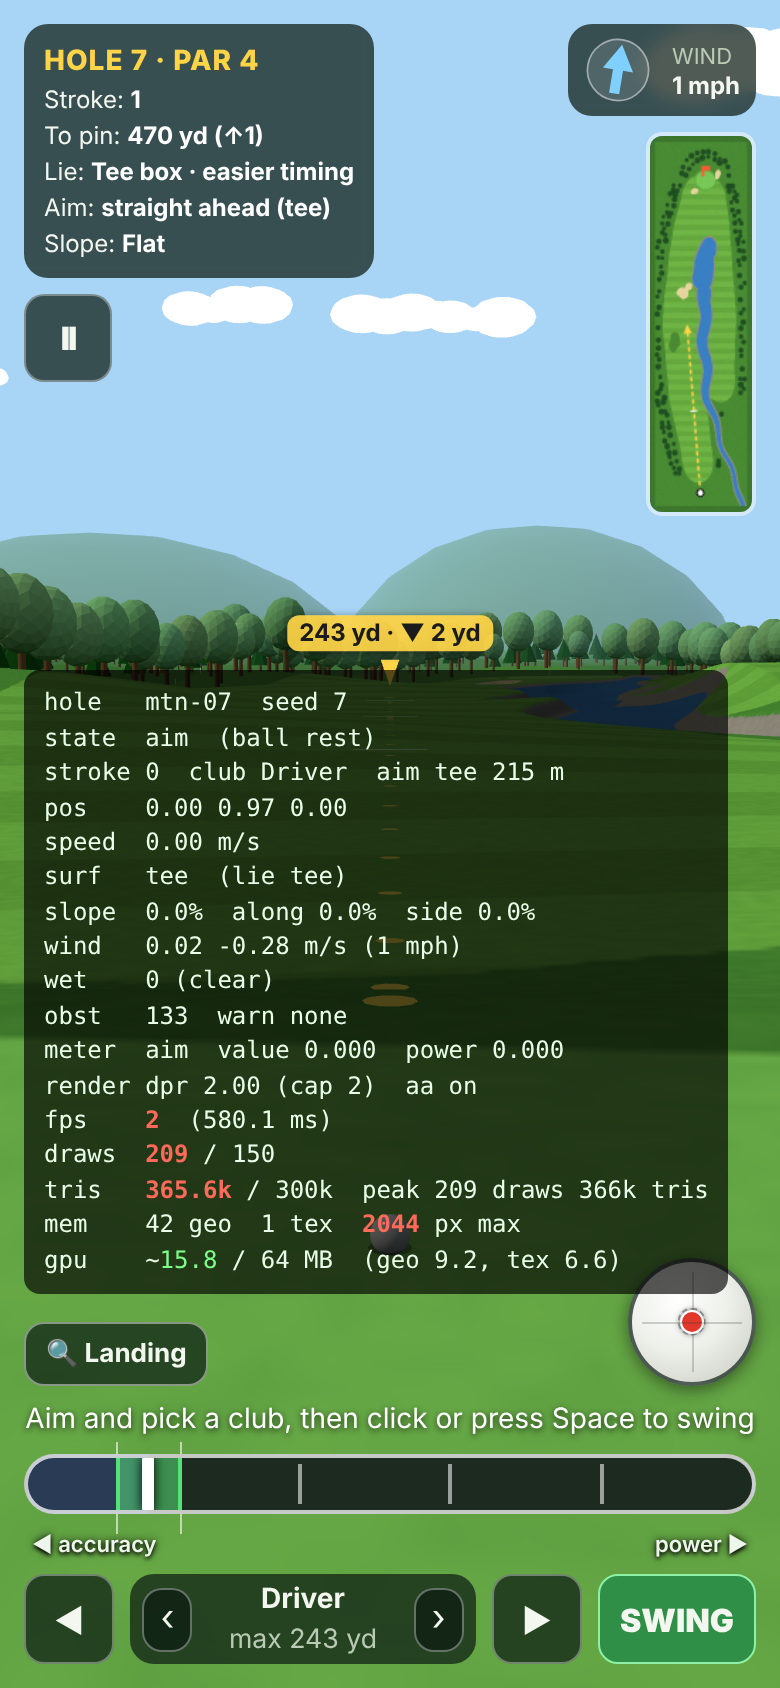 HOLE 7 · PAR 4
Stroke: 1
To pin: 470 yd (↑1)
Lie: Tee box · easier timing
Aim: straight ahead (tee)
Slope: Flat
WIND
1 mph
243 yd · ▼ 2 yd
hole mtn-07 seed 7
state aim (ball rest)
stroke 0 club Driver aim tee 215 m
pos 0.00 0.97 0.00
speed 0.00 m/s
surf tee (lie tee)
slope 0.0% along 0.0% side 0.0%
wind 0.02 -0.28 m/s (1 mph)
wet 0 (clear)
obst 133 warn none
meter aim value 0.000 power 0.000
render dpr 2.00 (cap 2) aa on
fps 2 (580.1 ms)
draws 209 / 150
tris 365.6k / 300k peak 209 draws 366k tris
mem 42 geo 1 tex 2044 px max
gpu ~15.8 / 64 MB (geo 9.2, tex 6.6)
🔍 Landing
Aim and pick a club, then click or press Space to swing
◀ accuracy power ▶
◀ ‹ Driver › ▶ SWING
max 243 yd